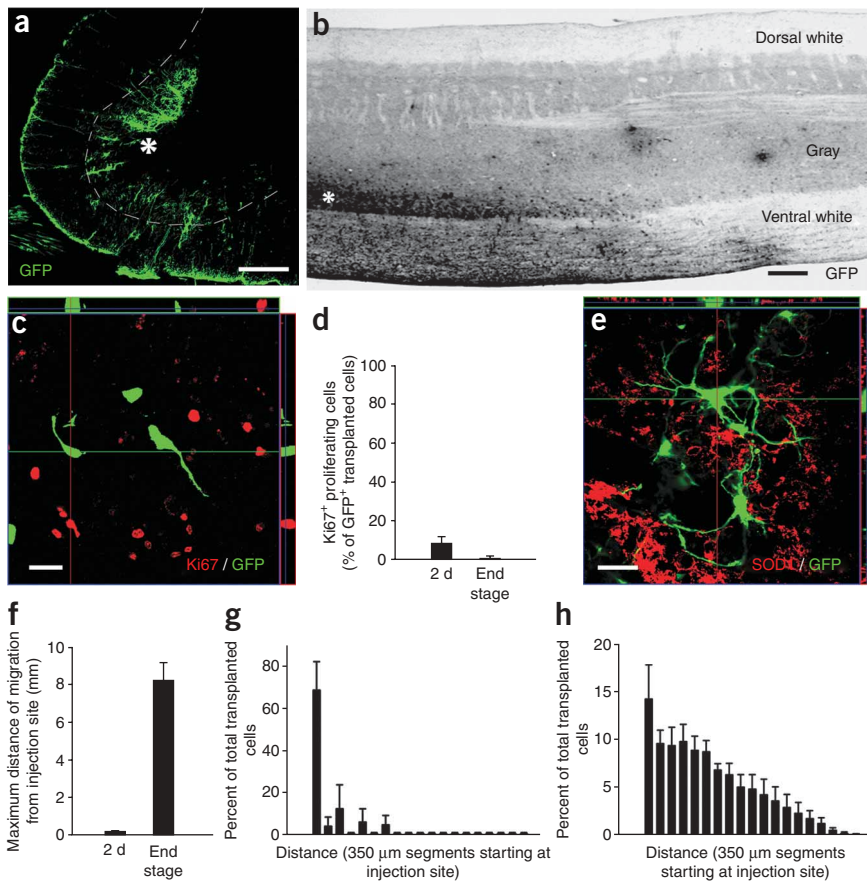 a
*
GFP
b
Dorsal white
Gray
*
Ventral white
GFP
c
Ki67 / GFP
d
Ki67+ proliferating cells
(% of GFP+ transplanted cells)
100
80
60
40
20
0
2 d
End
stage
e
SOD1 / GFP
f
Maximum distance of migration
from injection site (mm)
10
8
6
4
2
0
2 d
End
stage
g
Percent of total transplanted
cells
80
60
40
20
0
Distance (350 µm segments starting at
injection site)
h
Percent of total transplanted
cells
20
15
10
5
0
Distance (350 µm segments
starting at injection site)